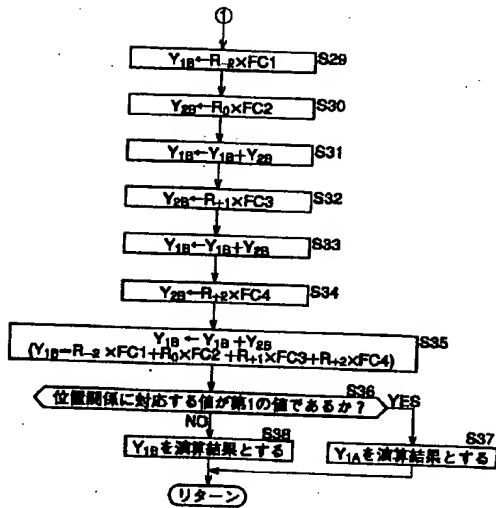 1
Y1B←R-2×FC1 S29
Y2B←R0×FC2 S30
Y1B←Y1B+Y2B S31
Y2B←R+1×FC3 S32
Y1B←Y1B+Y2B S33
Y2B←R+2×FC4 S34
Y1B←Y1B+Y2B S35
(Y1B=R-2×FC1+R0×FC2+R+1×FC3+R+2×FC4)
S36
位置関係に対応する値が第1の値であるか? YES
NO
S38 S37
Y1Bを演算結果とする Y1Aを演算結果とする
リターン